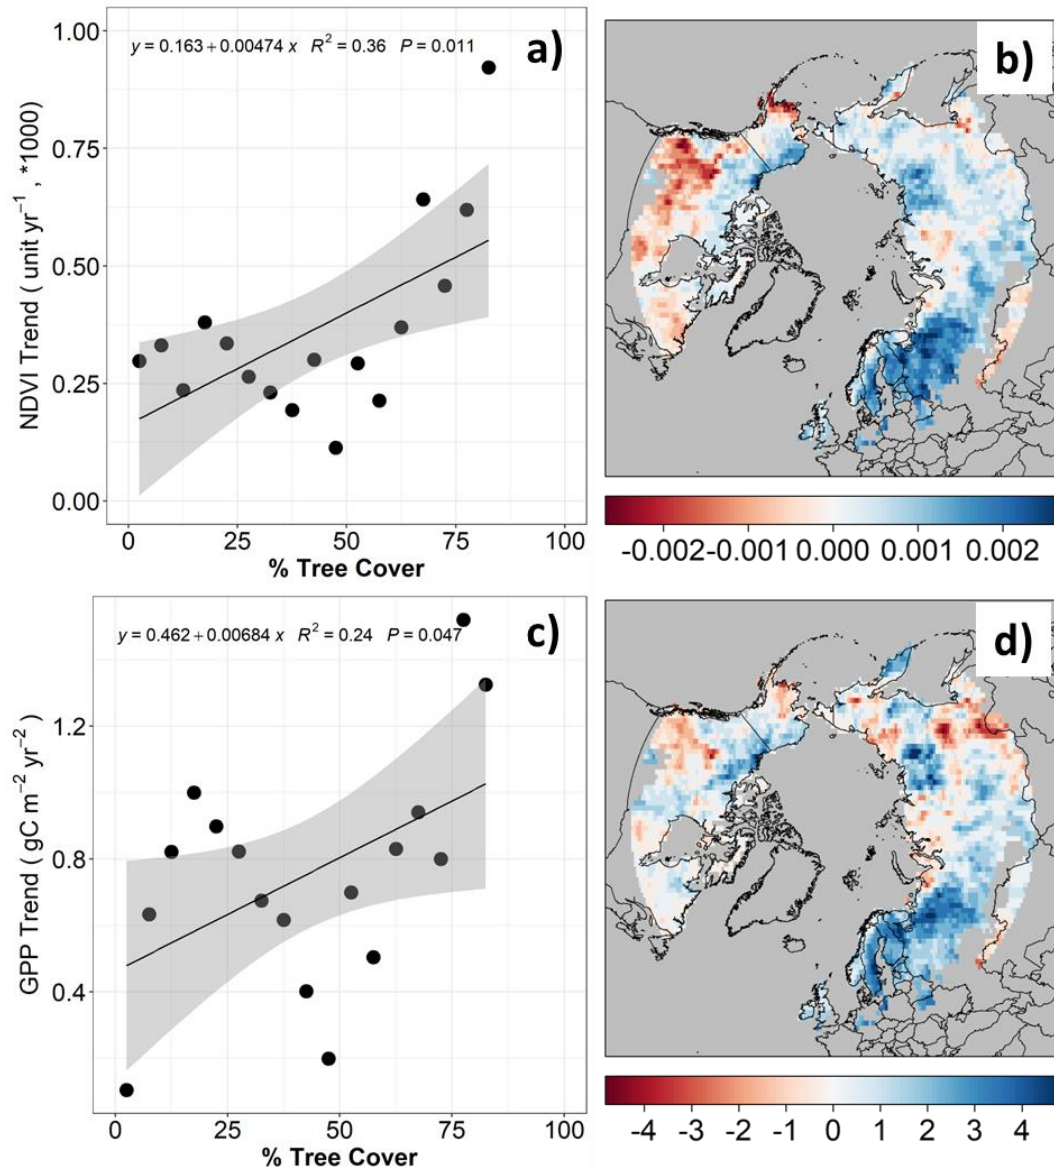 y = 0.163 + 0.00474 x R² = 0.36 P = 0.011
a)
1.00
0.75
0.50
0.25
0.00
NDVI Trend ( unit yr⁻¹ , *1000)
0 25 50 75 100
% Tree Cover
b)
-0.002 -0.001 0.000 0.001 0.002
y = 0.462 + 0.00684 x R² = 0.24 P = 0.047
c)
1.2
0.8
0.4
GPP Trend ( gC m⁻² yr⁻²)
0 25 50 75 100
% Tree Cover
d)
-4 -3 -2 -1 0 1 2 3 4